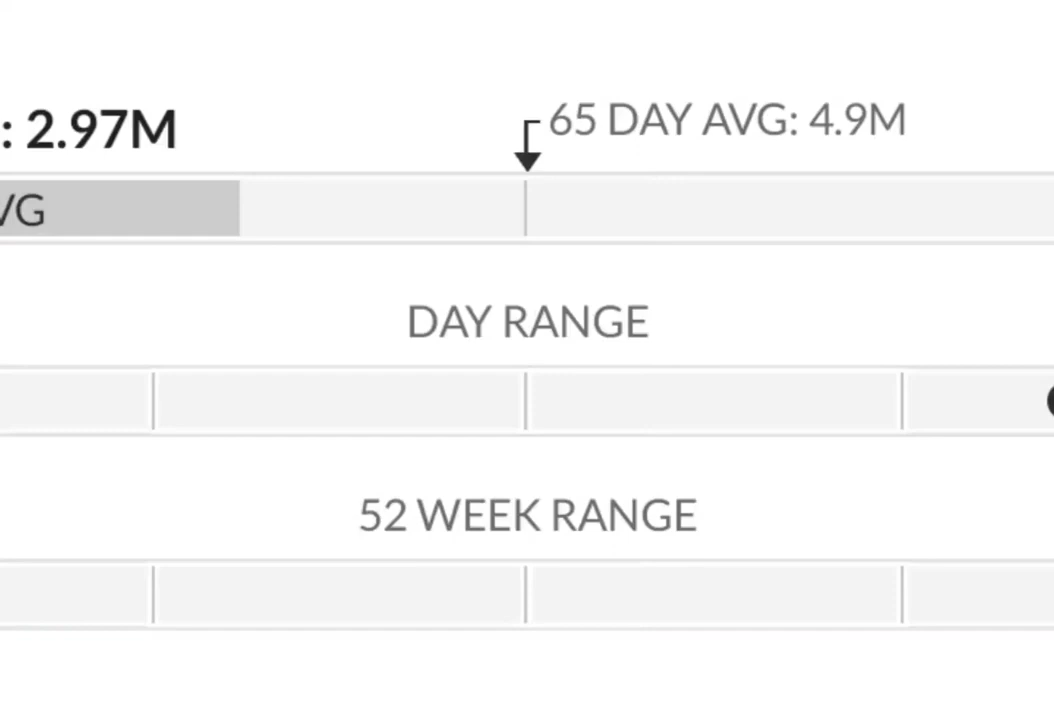 : 2.97M
65 DAY AVG: 4.9M
VG
DAY RANGE
52 WEEK RANGE